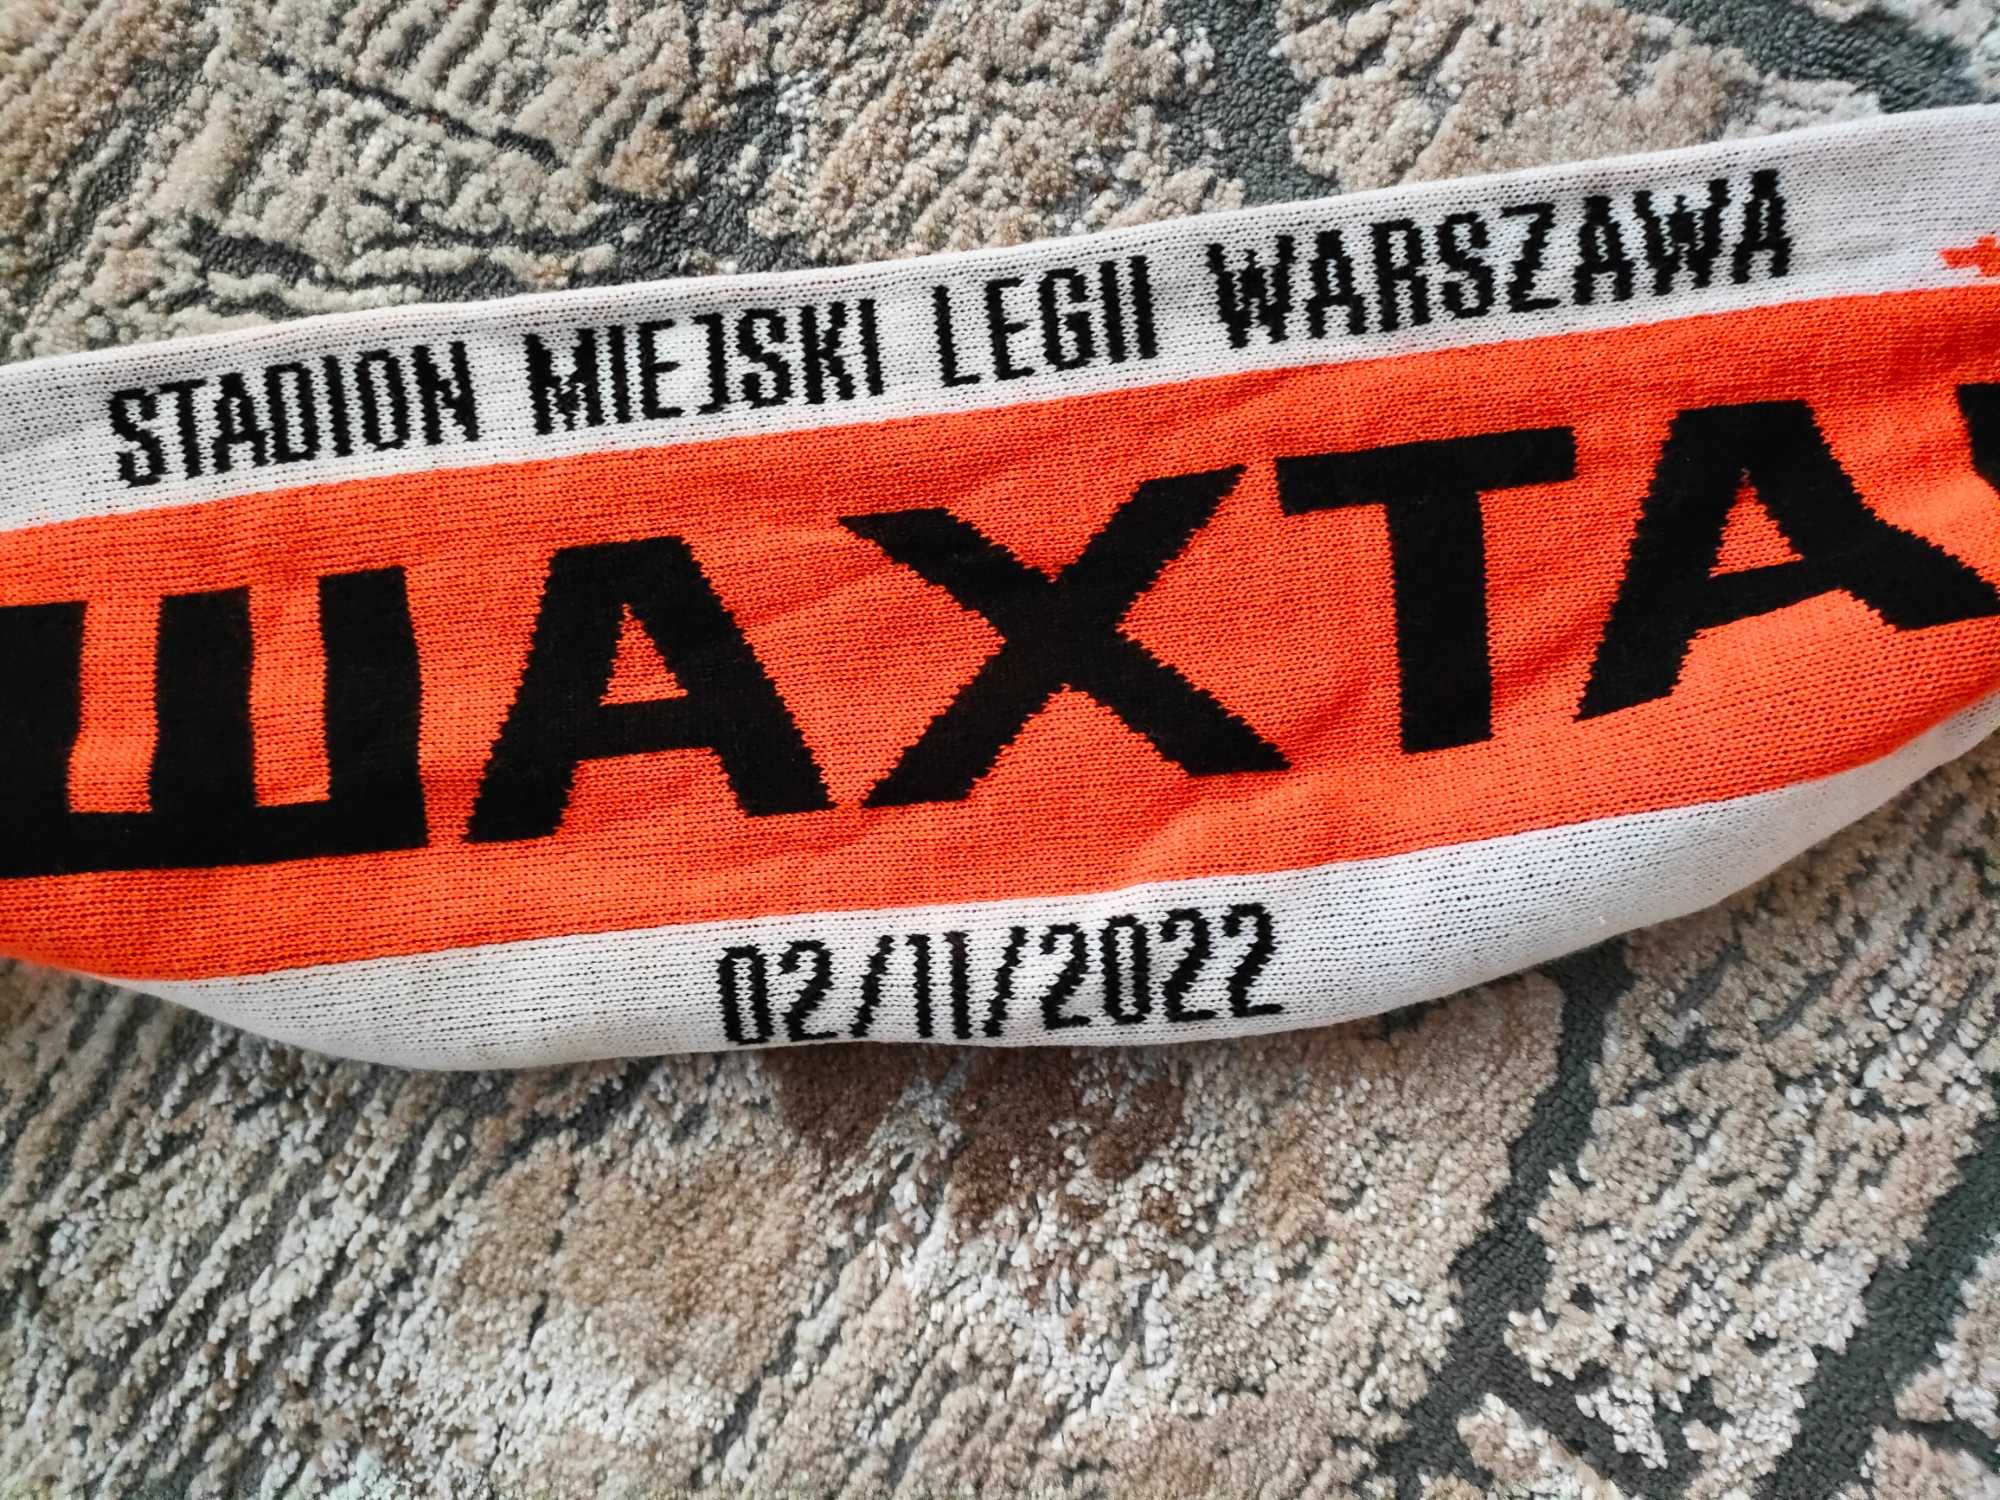 STADION MIEJSKI LEGII WARSZAWA
ШАХТА
02/11/2022